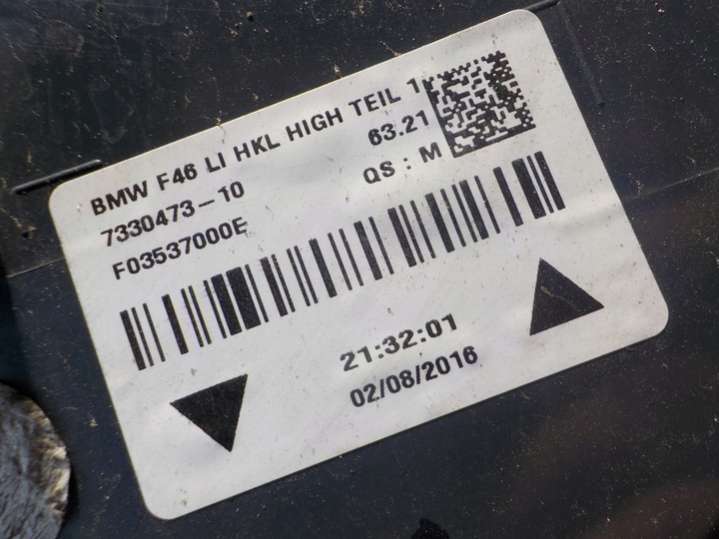 BMW F46 LI HKL HIGH TEIL 1
7330473-10
63.21
F03537000E
QS: M
21:32:01
02/08/2016